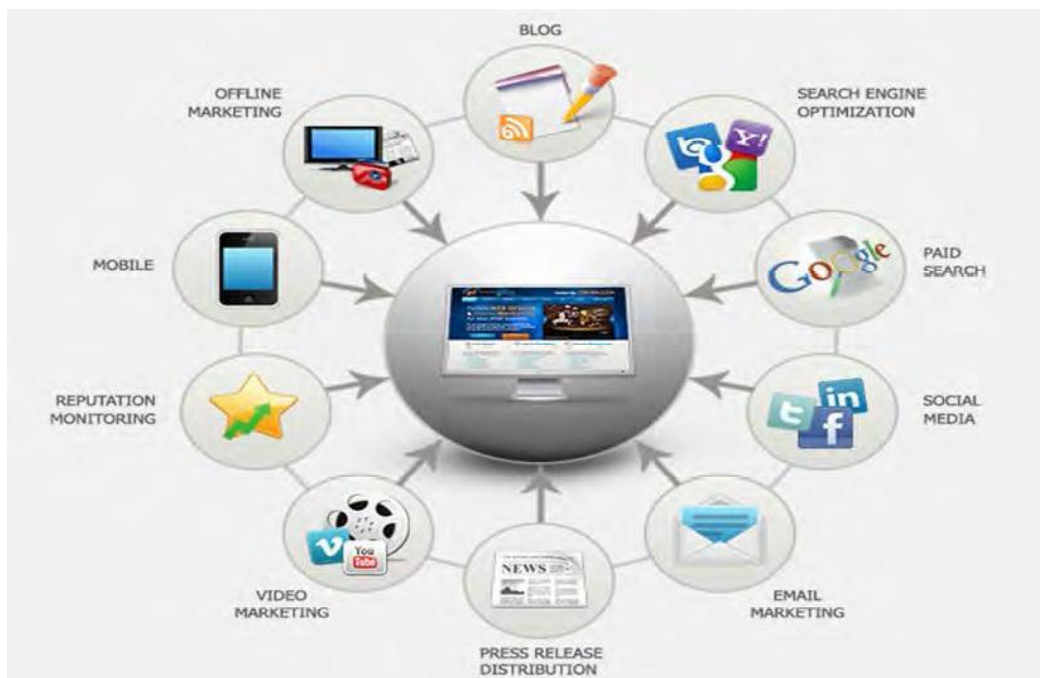 BLOG
OFFLINE
MARKETING
SEARCH ENGINE
OPTIMIZATION
Y!
MOBILE
Google
PAID
SEARCH
REPUTATION
MONITORING
in
t
f
SOCIAL
MEDIA
v
You
Tube
VIDEO
MARKETING
NEWS
EMAIL
MARKETING
PRESS RELEASE
DISTRIBUTION